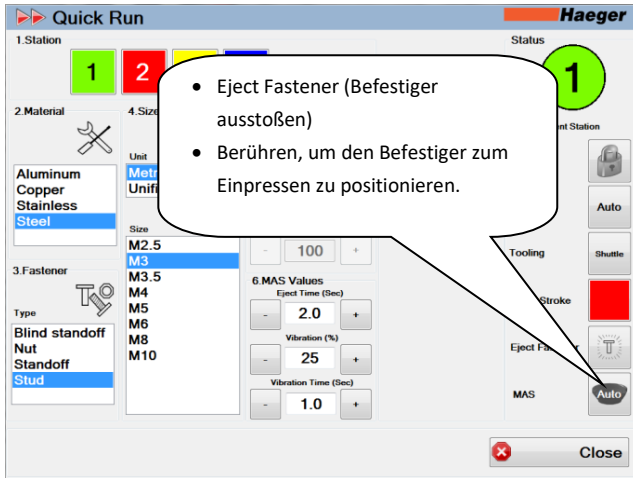 Quick Run
Haeger
1.Station
Status
1
2
1
• Eject Fastener (Befestiger
ausstoßen)
• Berühren, um den Befestiger zum
Einpressen zu positionieren.
2.Material
4.Size
Aluminum
Copper
Stainless
Steel
Unit
Metr
Unifi
Size
M2.5
M3
M3.5
M4
M5
M6
M8
M10
3.Fastener
Type
Blind standoff
Nut
Standoff
Stud
- 100 +
6.MAS Values
Eject Time (Sec)
- 2.0 +
Vibration (%)
- 25 +
Vibration Time (Sec)
- 1.0 +
Station
Auto
Tooling
Shuttle
Stroke
Eject
MAS
Auto
Close